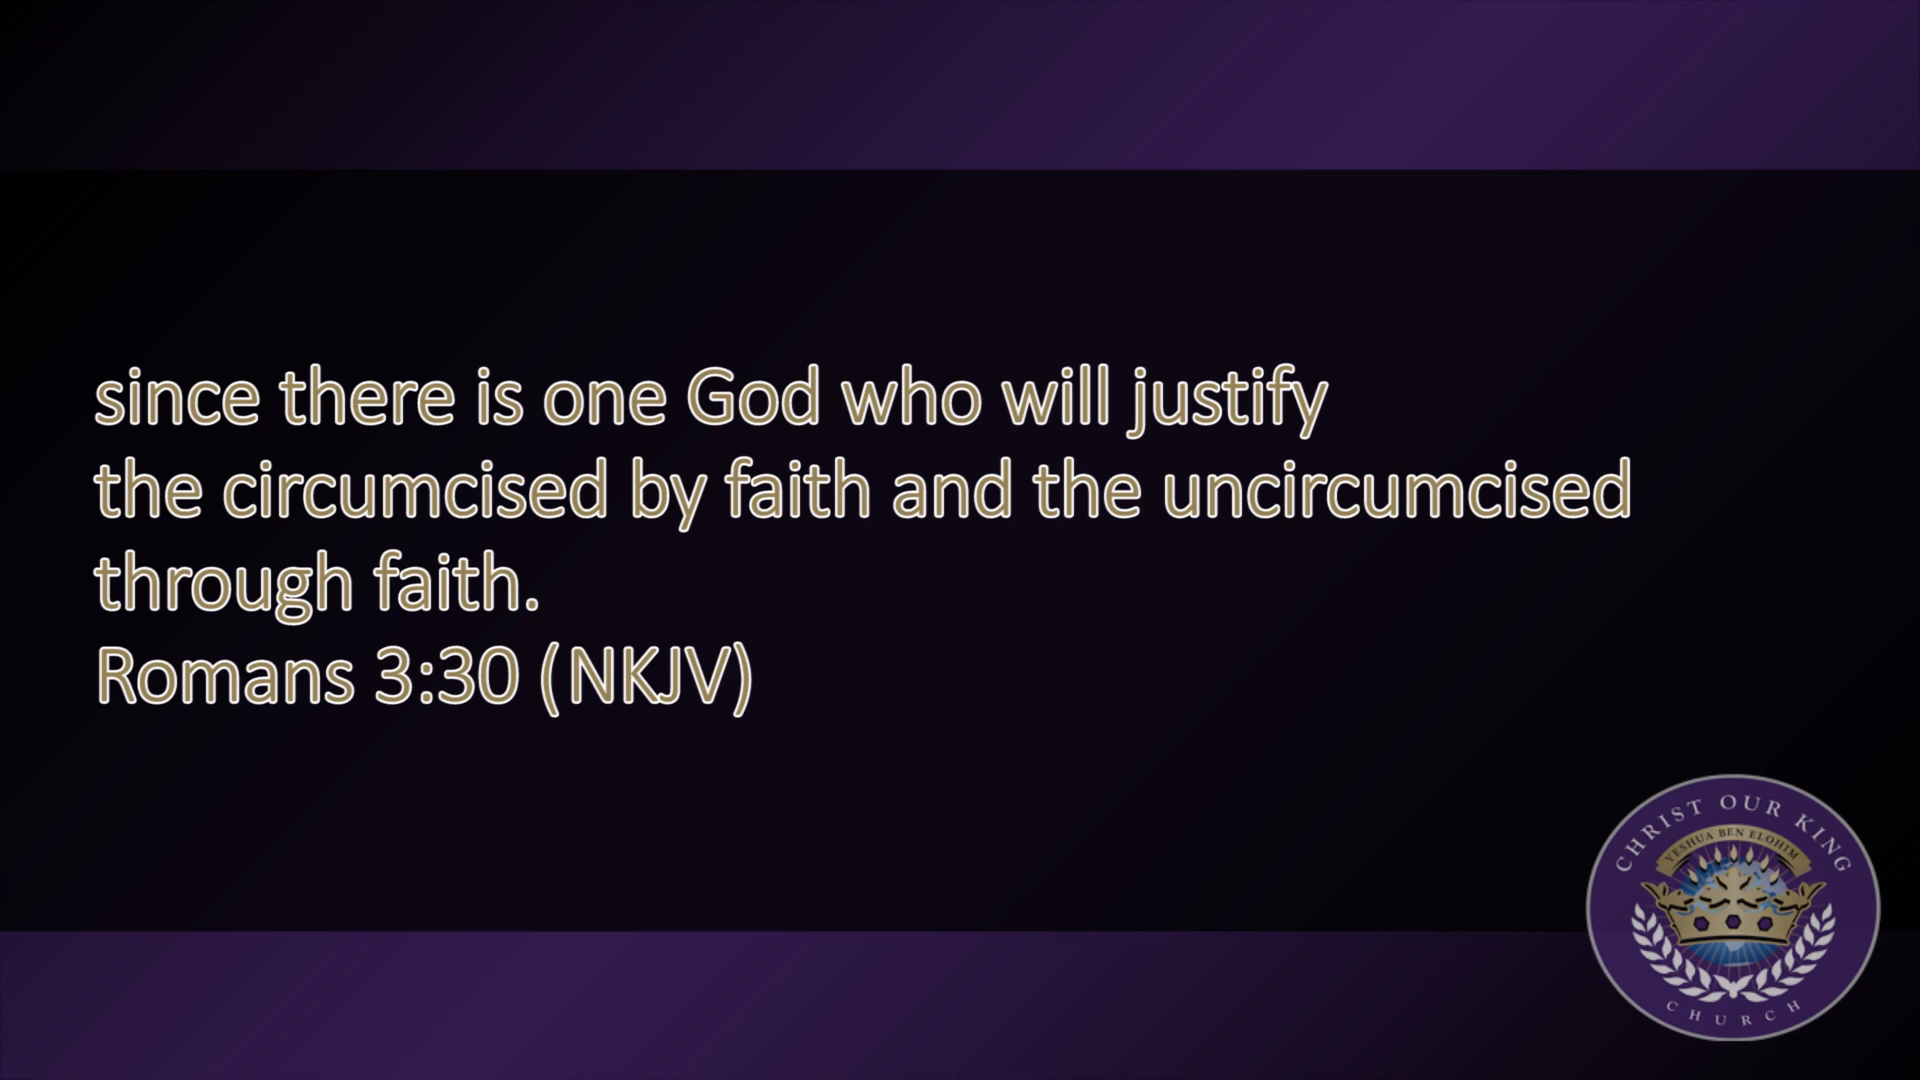 since there is one God who will justify
the circumcised by faith and the uncircumcised
through faith.
Romans 3:30 (NKJV)
CHRIST OUR KING
YESHUA BEN ELOHIM
CHURCH